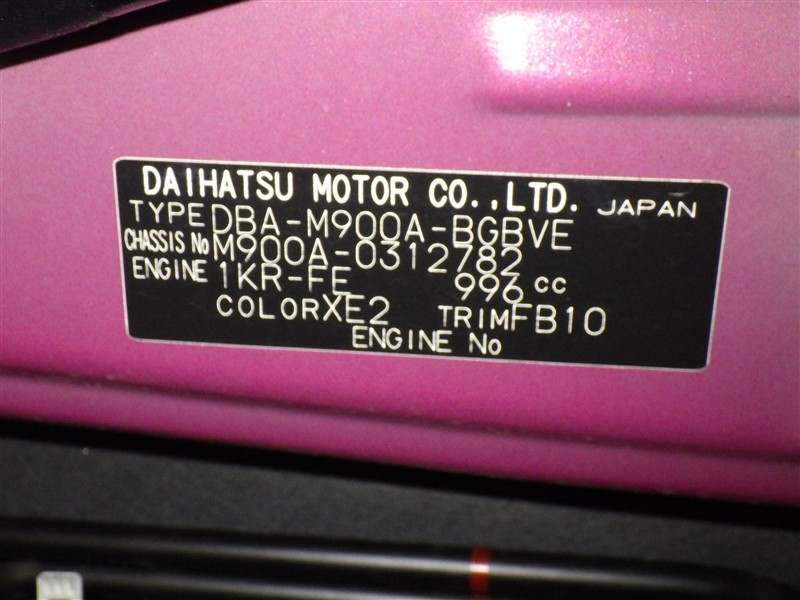 DAIHATSU MOTOR CO.,LTD. JAPAN
TYPE DBA-M900A-BGBVE
CHASSIS No M900A-0312782
ENGINE 1KR-FE 996 cc
COLOR XE2 TRIM FB10
ENGINE No